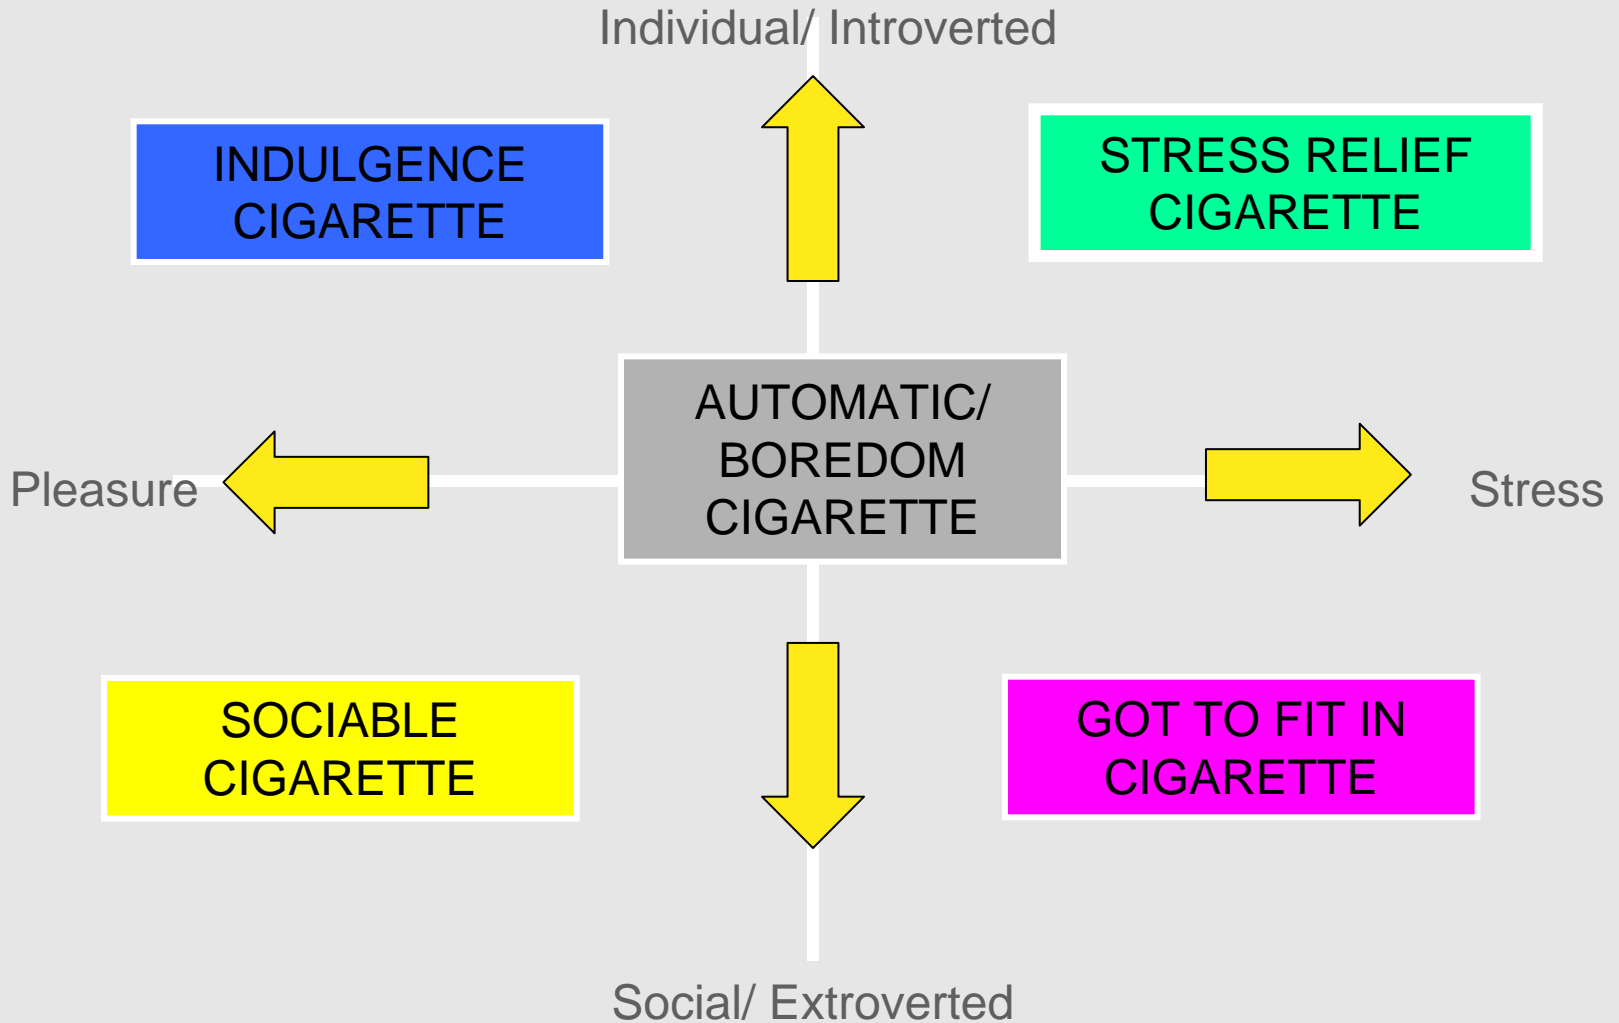 Individual/ Introverted
INDULGENCE
CIGARETTE
STRESS RELIEF
CIGARETTE
AUTOMATIC/
BOREDOM
CIGARETTE
Pleasure
Stress
SOCIABLE
CIGARETTE
GOT TO FIT IN
CIGARETTE
Social/ Extroverted